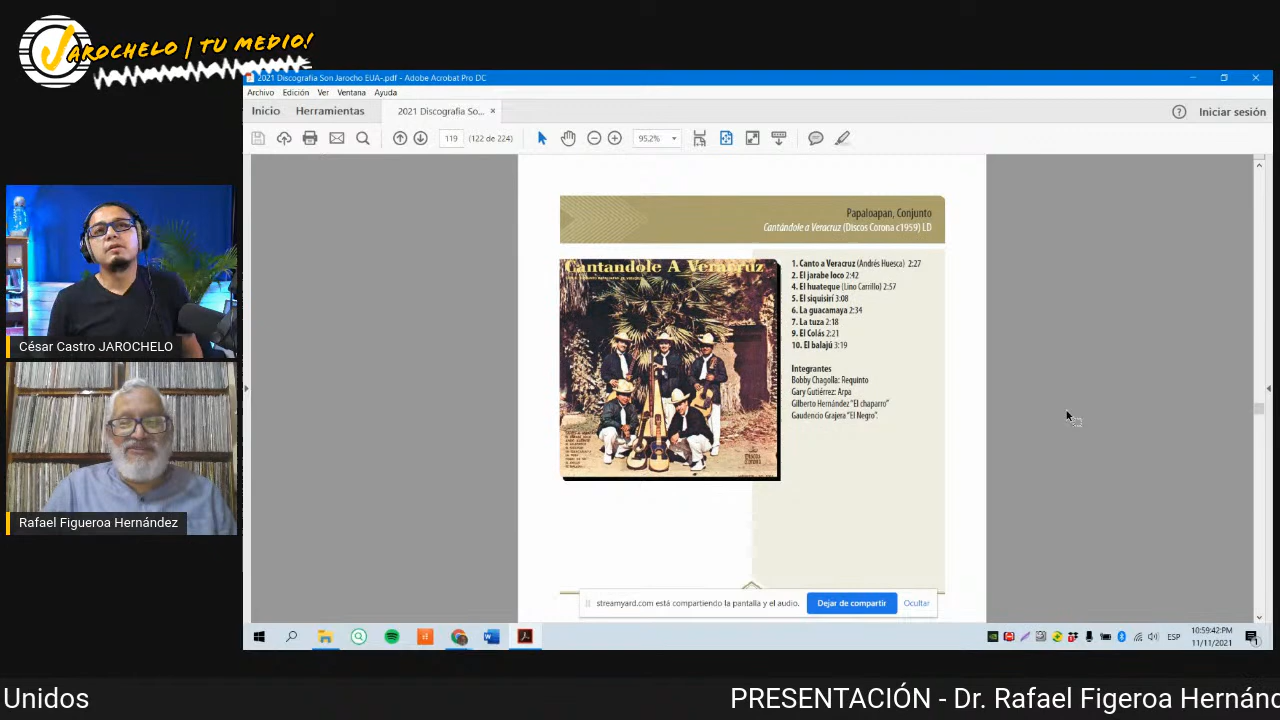 JAROCHELO | TU MEDIO!
2021 Discografia Son Jarocho EUA-.pdf - Adobe Acrobat Pro DC
Archivo Edición Ver Ventana Ayuda
Inicio Herramientas 2021 Discografia So... ×
Iniciar sesión
119 (122 de 224) 95.2%
Papaloapan, Conjunto
Cantándole a Veracruz (Discos Corona c1959) LD
Cantandole A Veracruz
1. Canto a Veracruz (Andrés Huesca) 2:27
2. El jarabe loco 2:42
4. El huateque (Lino Carrillo) 2:57
5. El siquisirí 3:08
6. La guacamaya 2:34
7. La tuza 2:18
9. El Colás 2:21
10. El balajú 3:19
Integrantes
Bobby Chagolla: Requinto
Gary Gutiérrez: Arpa
Gilberto Hernández “El chaparro”
Gaudencio Grajera “El Negro”.
César Castro JAROCHELO
Rafael Figueroa Hernández
streamyard.com está compartiendo la pantalla y el audio. Dejar de compartir Ocultar
ESP
10:59:42 PM
11/11/2021
Unidos
PRESENTACIÓN - Dr. Rafael Figeroa Hernánd